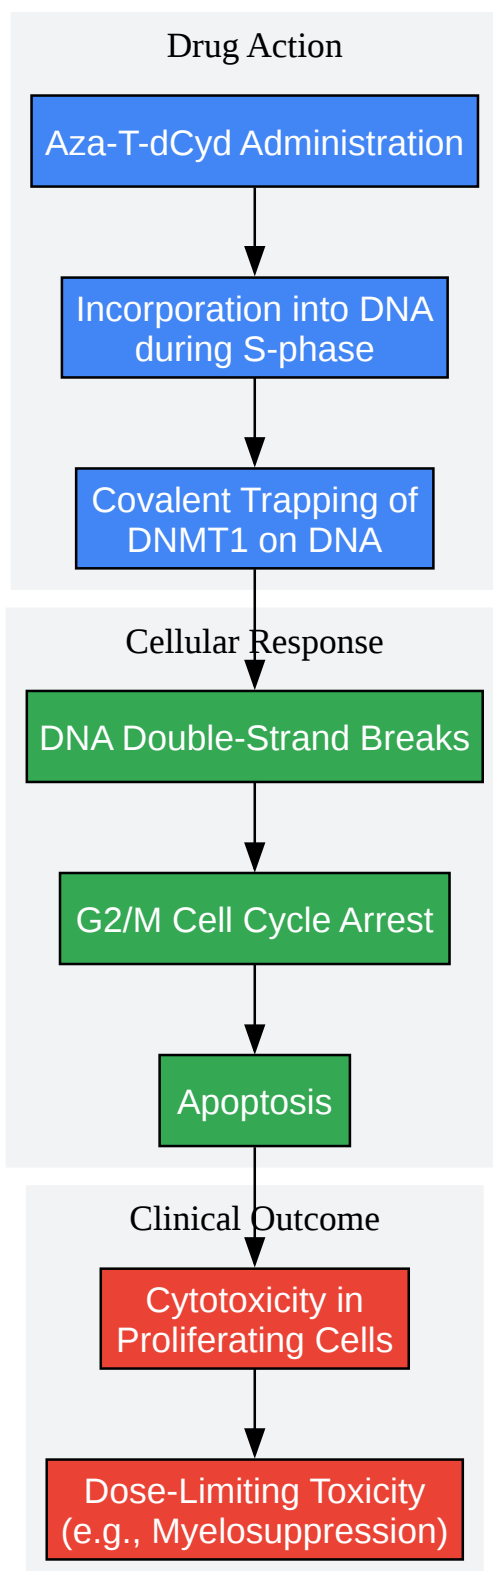 Drug Action
Aza-T-dCyd Administration
Incorporation into DNA
during S-phase
Covalent Trapping of
DNMT1 on DNA
Cellular Response
DNA Double-Strand Breaks
G2/M Cell Cycle Arrest
Apoptosis
Clinical Outcome
Cytotoxicity in
Proliferating Cells
Dose-Limiting Toxicity
(e.g., Myelosuppression)